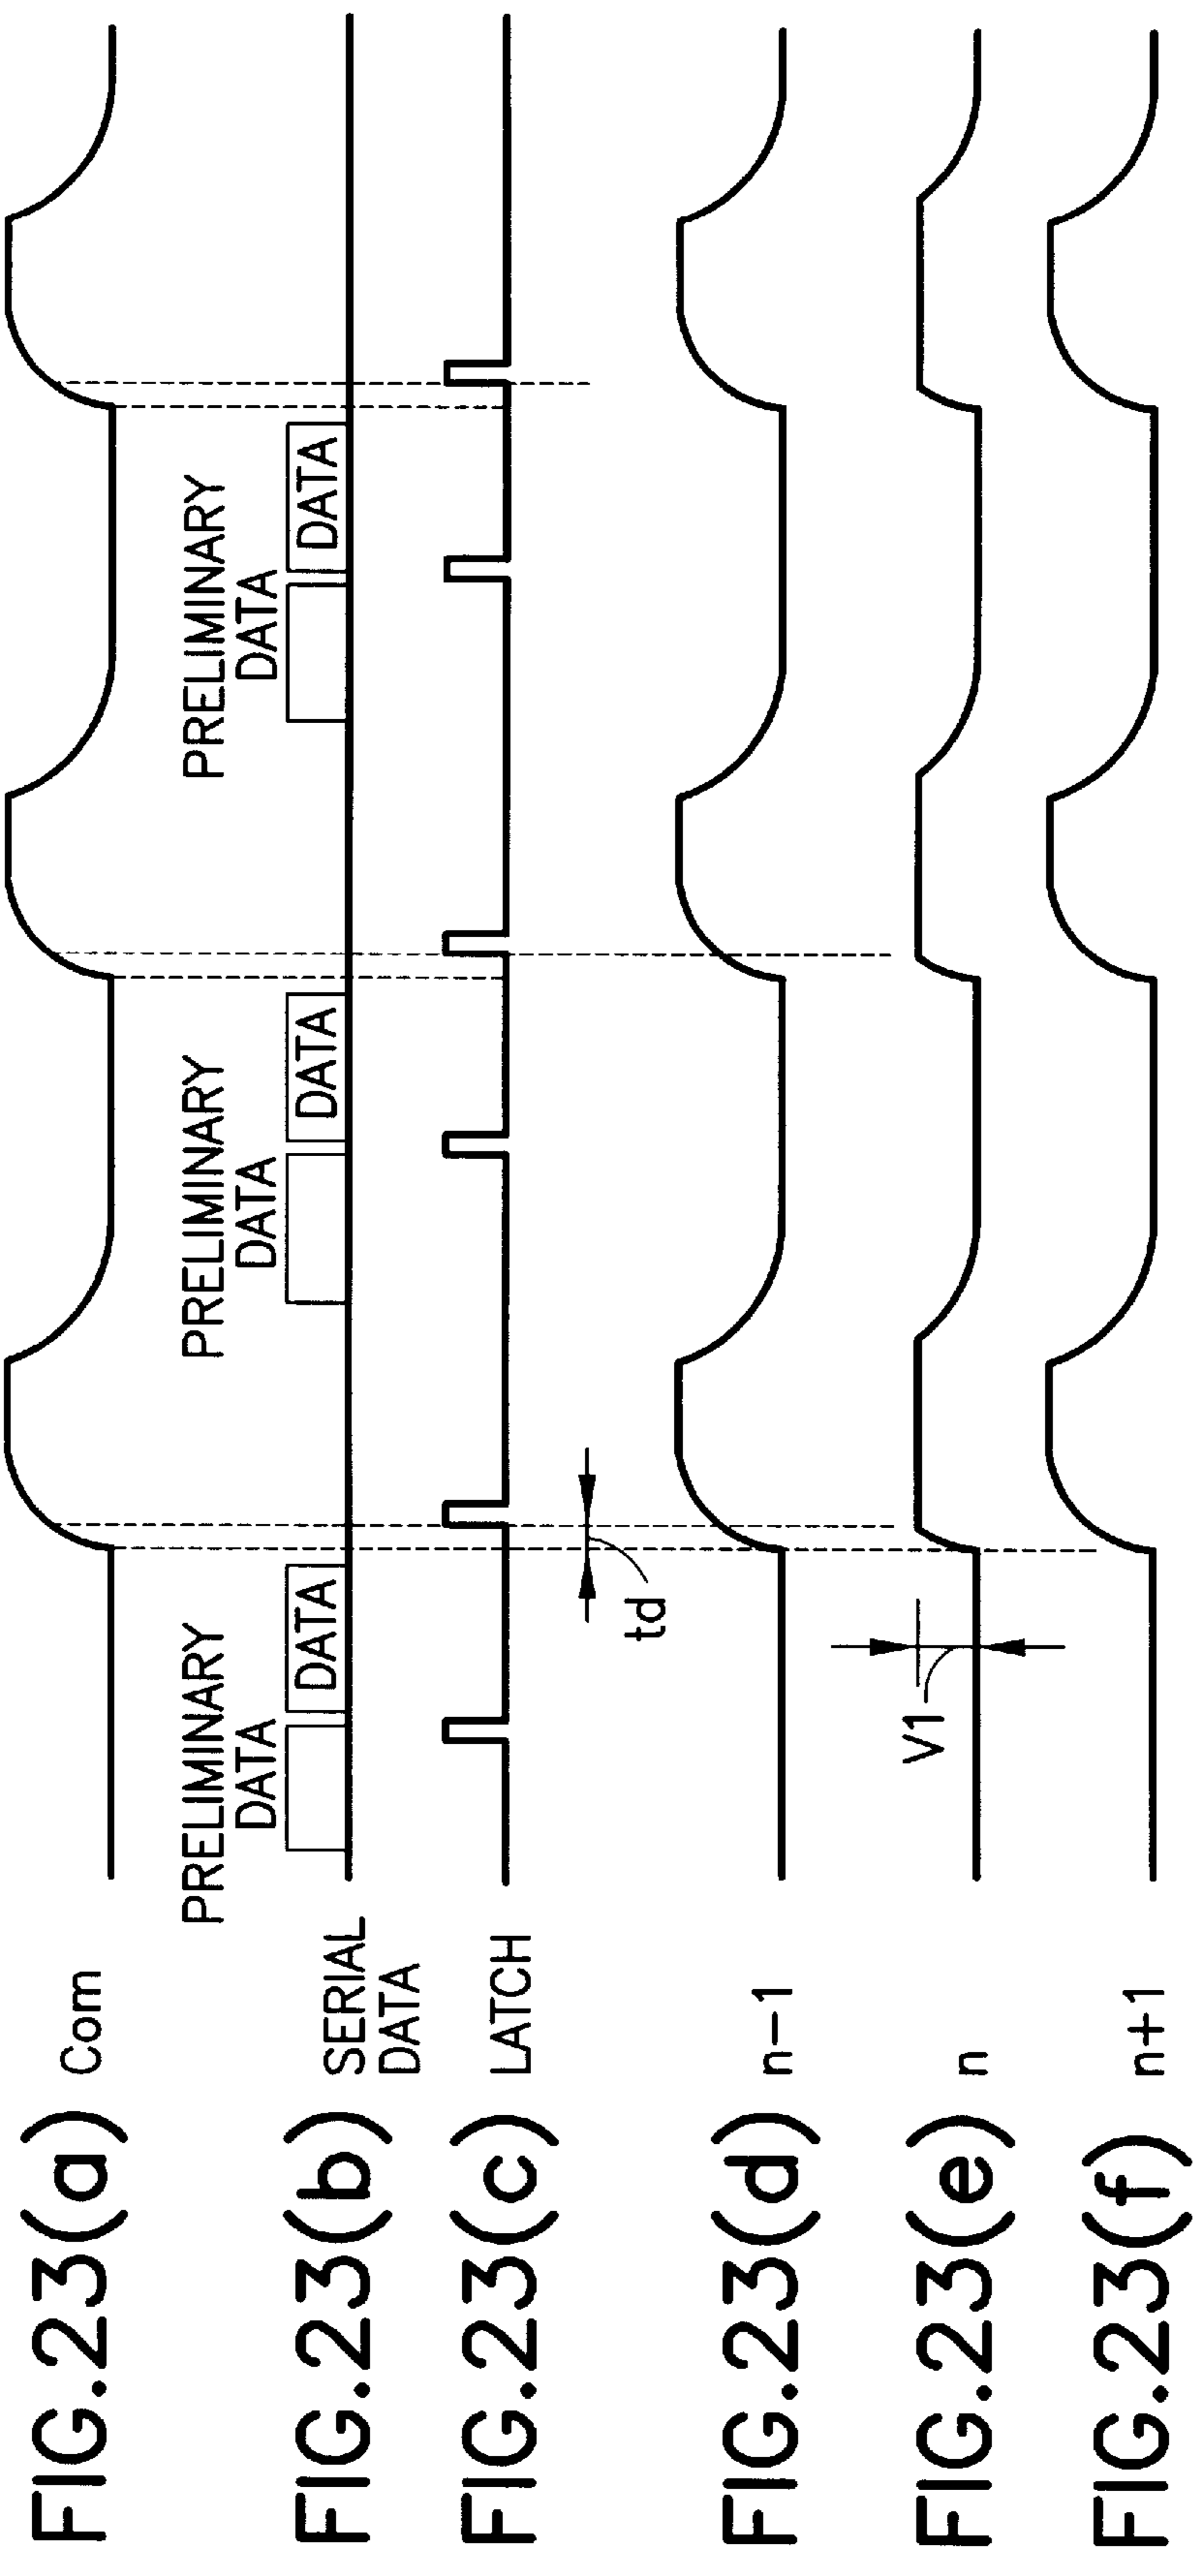 FIG.23(a) Com
PRELIMINARY
DATA
DATA
PRELIMINARY
DATA
DATA
PRELIMINARY
DATA
DATA
FIG.23(b) SERIAL
DATA
FIG.23(c) LATCH
td
FIG.23(d) n-1
V1
FIG.23(e) n
FIG.23(f) n+1